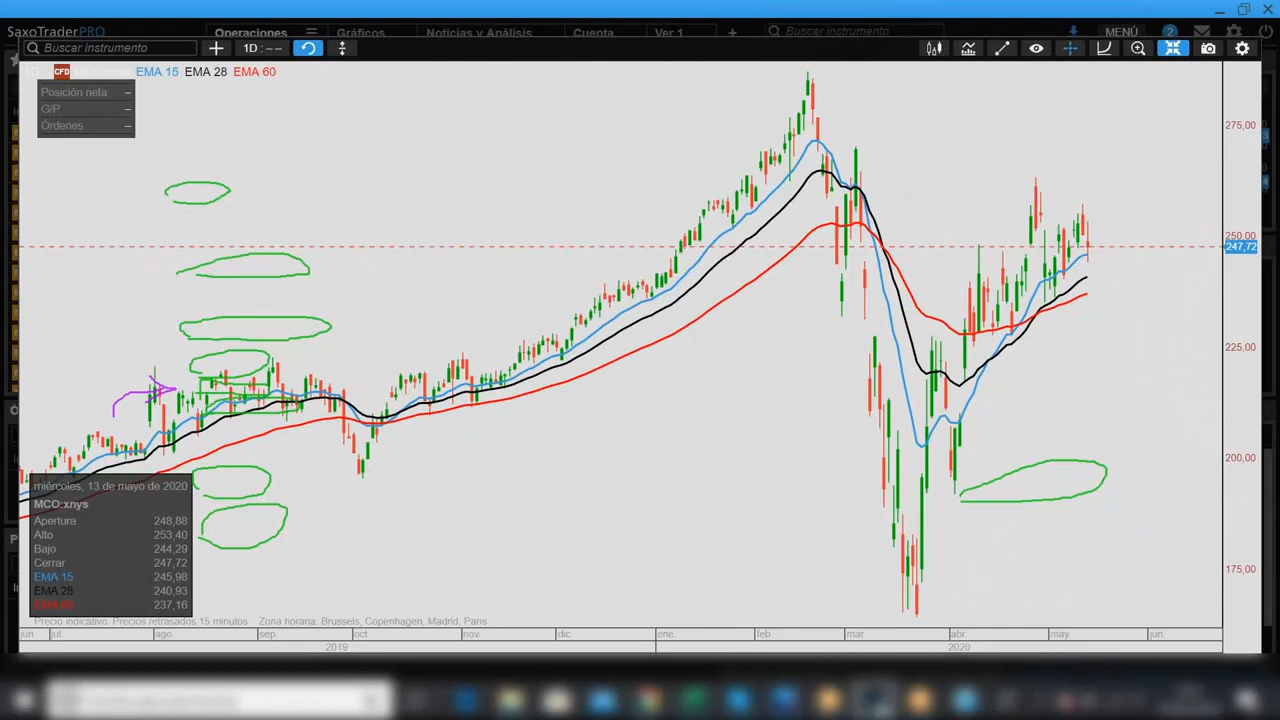 SaxoTraderPRO
Operaciones
Gráficos
Noticias y Análisis
Cuenta
Ver 1
Buscar instrumento
MENÚ
2
Buscar instrumento
1D
CFD
EMA 15 EMA 28 EMA 60
Posición neta –
G/P –
Órdenes –
275,00
250,00
247,72
225,00
200,00
175,00
miércoles, 13 de mayo de 2020
MCO:xnys
Apertura 248,88
Alto 253,40
Bajo 244,29
Cerrar 247,72
EMA 15 245,98
EMA 28 240,93
EMA 60 237,16
Precio indicativo. Precios retrasados 15 minutos Zona horaria: Brussels, Copenhagen, Madrid, Paris
jun. jul. ago. sep. oct. nov. dic. ene. feb. mar. abr. may. jun.
2019 2020